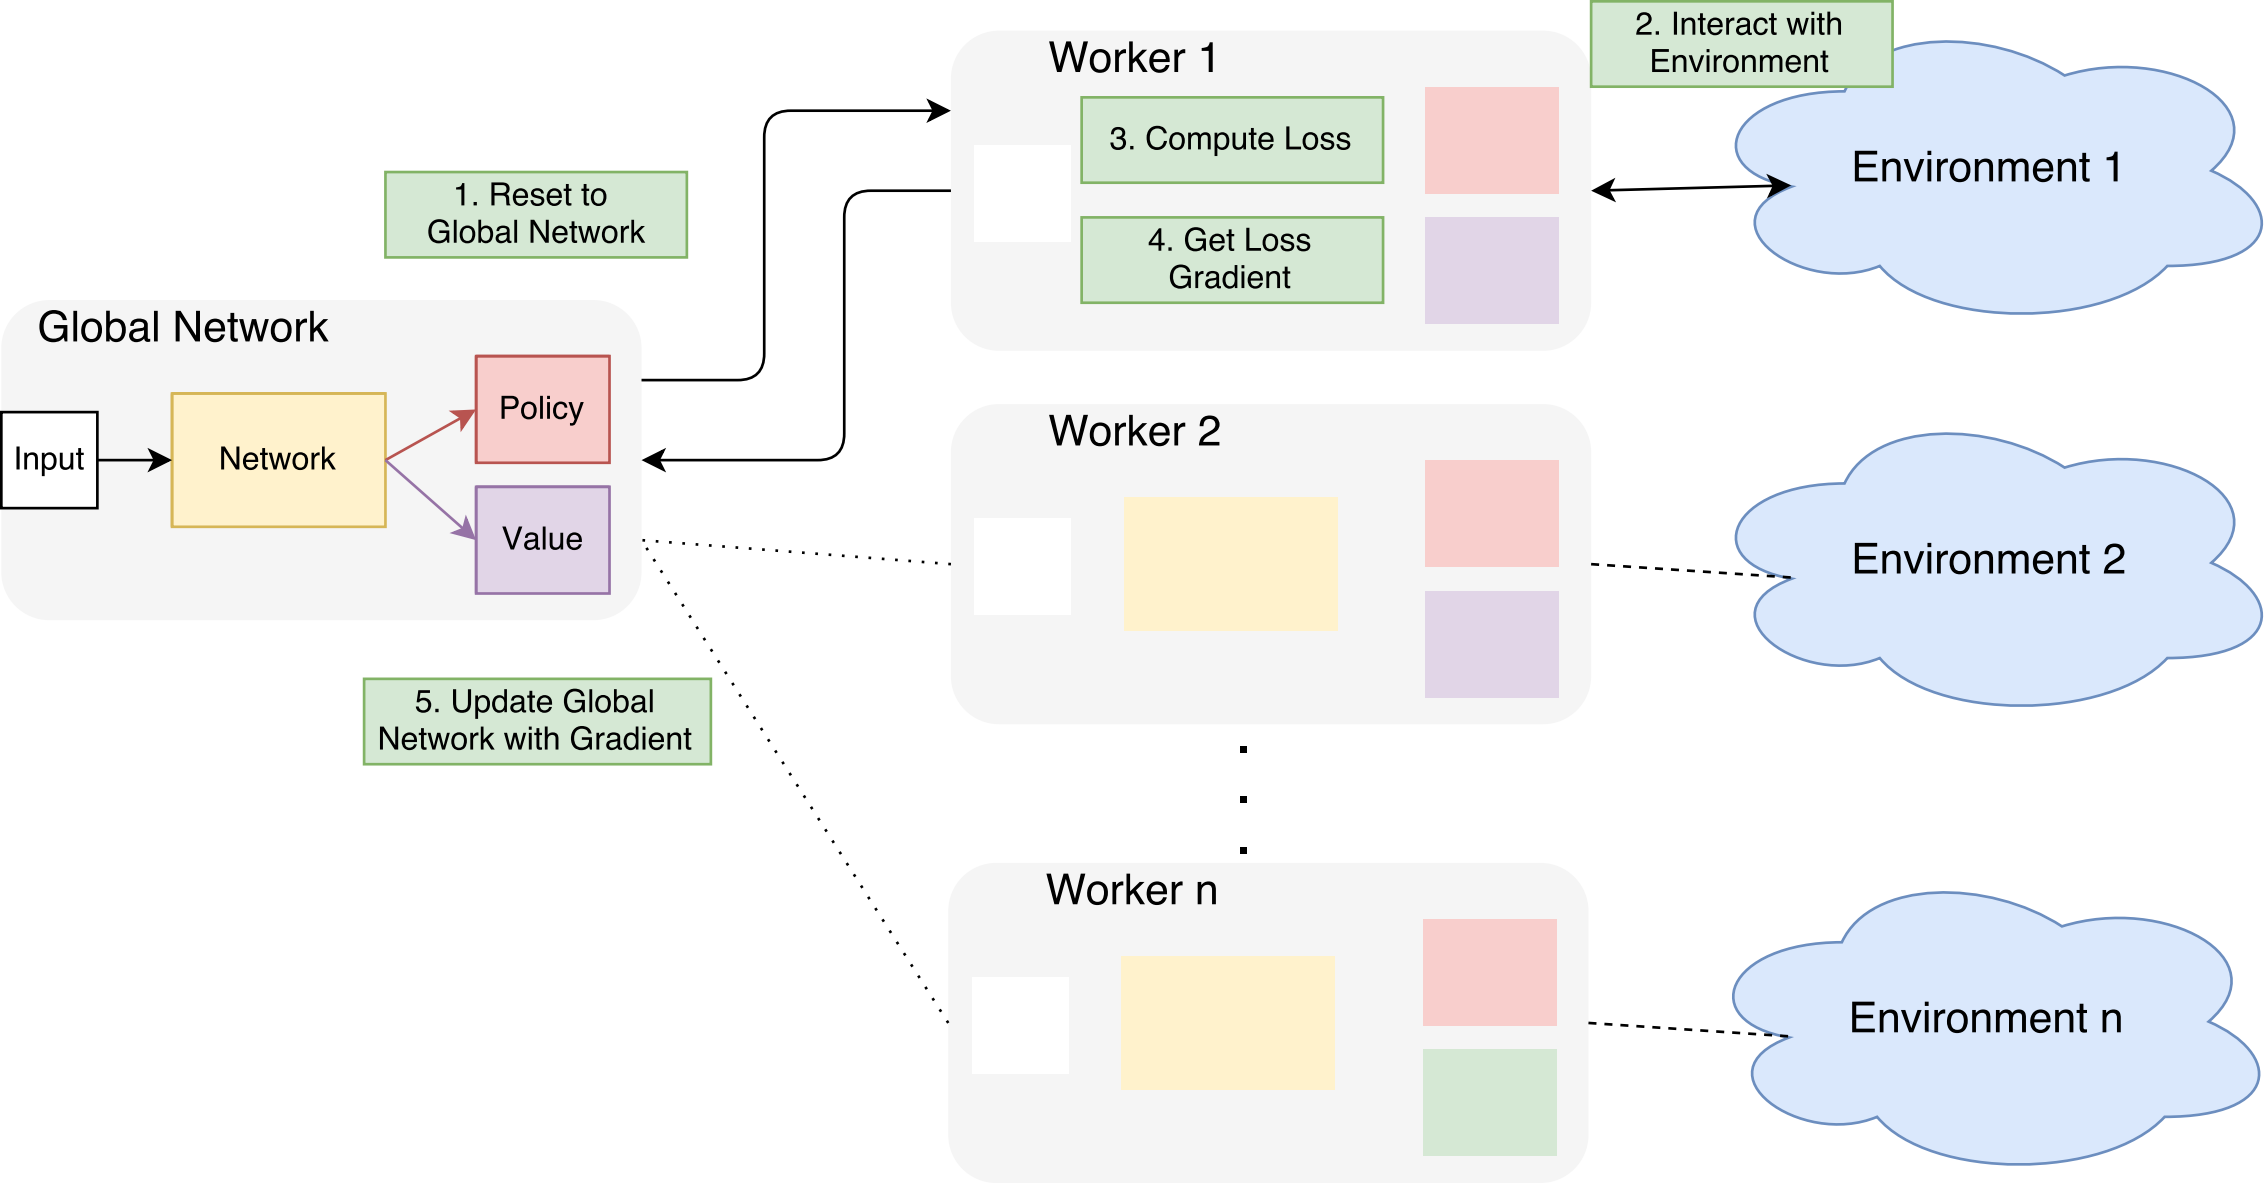 2. Interact with
Environment
Worker 1
3. Compute Loss
4. Get Loss
Gradient
Environment 1
1. Reset to
Global Network
Global Network
Input
Network
Policy
Value
Worker 2
Environment 2
5. Update Global
Network with Gradient
Worker n
Environment n